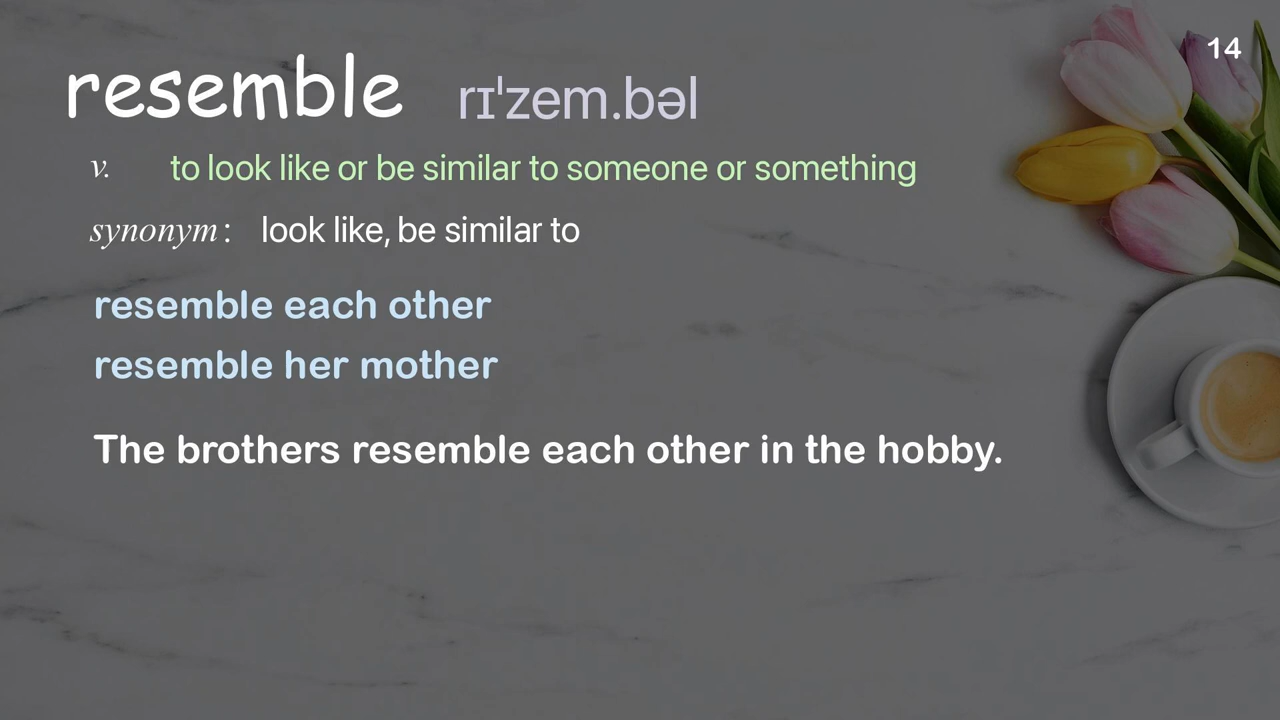 14
resemble rɪˈzem.bəl
v. to look like or be similar to someone or something
synonym: look like, be similar to
resemble each other
resemble her mother
The brothers resemble each other in the hobby.